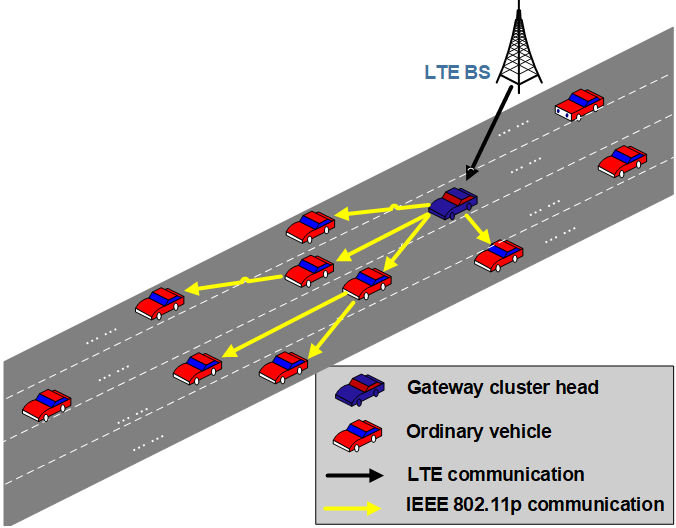 LTE BS
Gateway cluster head
Ordinary vehicle
LTE communication
IEEE 802.11p communication